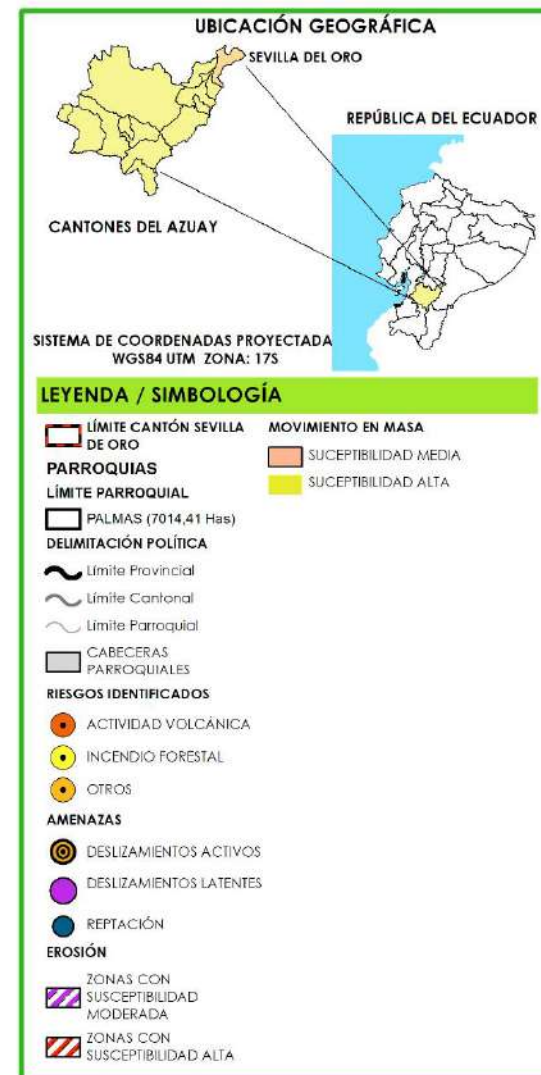 UBICACIÓN GEOGRÁFICA
SEVILLA DEL ORO
REPÚBLICA DEL ECUADOR
CANTONES DEL AZUAY
SISTEMA DE COORDENADAS PROYECTADA
WGS84 UTM ZONA: 17S
LEYENDA / SIMBOLOGÍA
LÍMITE CANTÓN SEVILLA
DE ORO
PARROQUIAS
LÍMITE PARROQUIAL
PALMAS (7014,41 Has)
DELIMITACIÓN POLÍTICA
Límite Provincial
Límite Cantonal
Límite Parroquial
CABECERAS
PARROQUIALES
RIESGOS IDENTIFICADOS
ACTIVIDAD VOLCÁNICA
INCENDIO FORESTAL
OTROS
AMENAZAS
DESLIZAMIENTOS ACTIVOS
DESLIZAMIENTOS LATENTES
REPTACIÓN
EROSIÓN
ZONAS CON
SUSCEPTIBILIDAD
MODERADA
ZONAS CON
SUSCEPTIBILIDAD ALTA
MOVIMIENTO EN MASA
SUCEPTIBILIDAD MEDIA
SUCEPTIBILIDAD ALTA